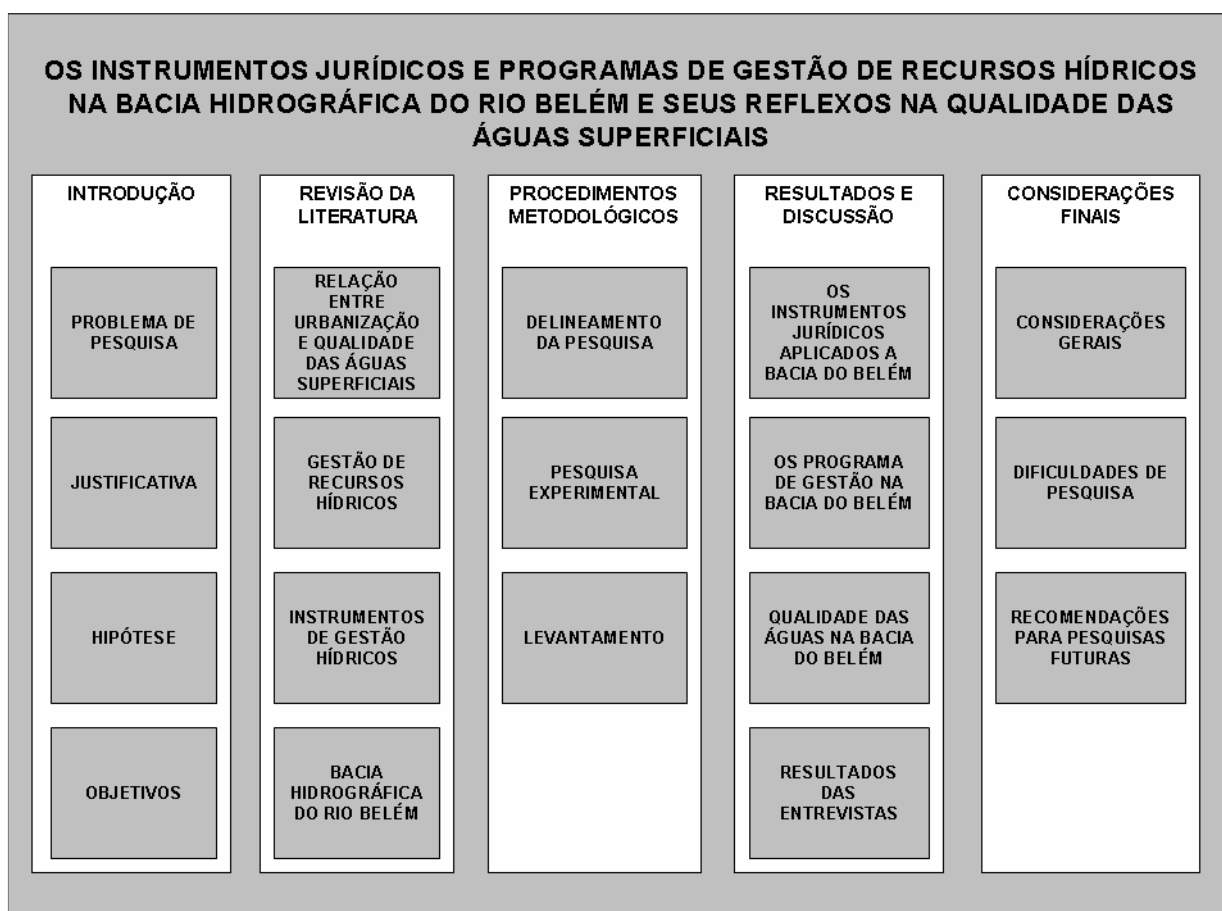 OS INSTRUMENTOS JURÍDICOS E PROGRAMAS DE GESTÃO DE RECURSOS HÍDRICOS
NA BACIA HIDROGRÁFICA DO RIO BELÉM E SEUS REFLEXOS NA QUALIDADE DAS
ÁGUAS SUPERFICIAIS
INTRODUÇÃO
PROBLEMA DE
PESQUISA
JUSTIFICATIVA
HIPÓTESE
OBJETIVOS
REVISÃO DA
LITERATURA
RELAÇÃO
ENTRE
URBANIZAÇÃO
E QUALIDADE
DAS ÁGUAS
SUPERFICIAIS
GESTÃO DE
RECURSOS
HÍDRICOS
INSTRUMENTOS
DE GESTÃO
HÍDRICOS
BACIA
HIDROGRÁFICA
DO RIO BELÉM
PROCEDIMENTOS
METODOLÓGICOS
DELINEAMENTO
DA PESQUISA
PESQUISA
EXPERIMENTAL
LEVANTAMENTO
RESULTADOS E
DISCUSSÃO
OS
INSTRUMENTOS
JURÍDICOS
APLICADOS A
BACIA DO BELÉM
OS PROGRAMA
DE GESTÃO NA
BACIA DO BELÉM
QUALIDADE DAS
ÁGUAS NA BACIA
DO BELÉM
RESULTADOS
DAS
ENTREVISTAS
CONSIDERAÇÕES
FINAIS
CONSIDERAÇÕES
GERAIS
DIFICULDADES DE
PESQUISA
RECOMENDAÇÕES
PARA PESQUISAS
FUTURAS